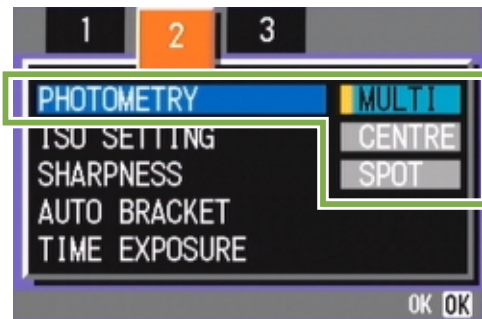 1 2 3
PHOTOMETRY MULTI
ISO SETTING CENTRE
SHARPNESS SPOT
AUTO BRACKET
TIME EXPOSURE
OK OK